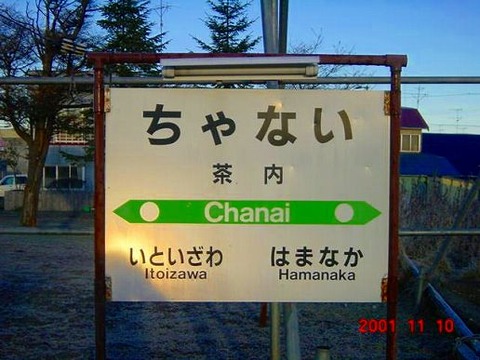 ちゃない
茶内
Chanai
いといざわ はまなか
Itoizawa Hamanaka
2001 11 10